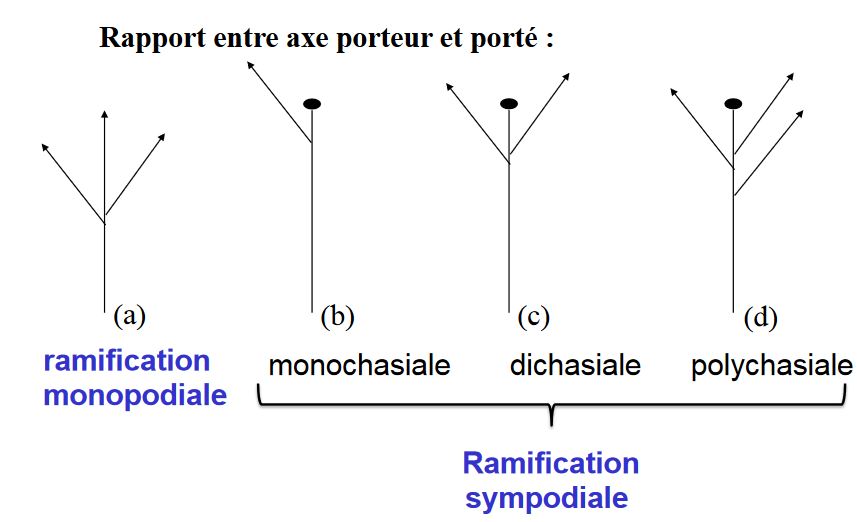 Rapport entre axe porteur et porté :
(a)
(b)
(c)
(d)
ramification
monopodiale
monochasiale
dichasiale
polychasiale
Ramification
sympodiale